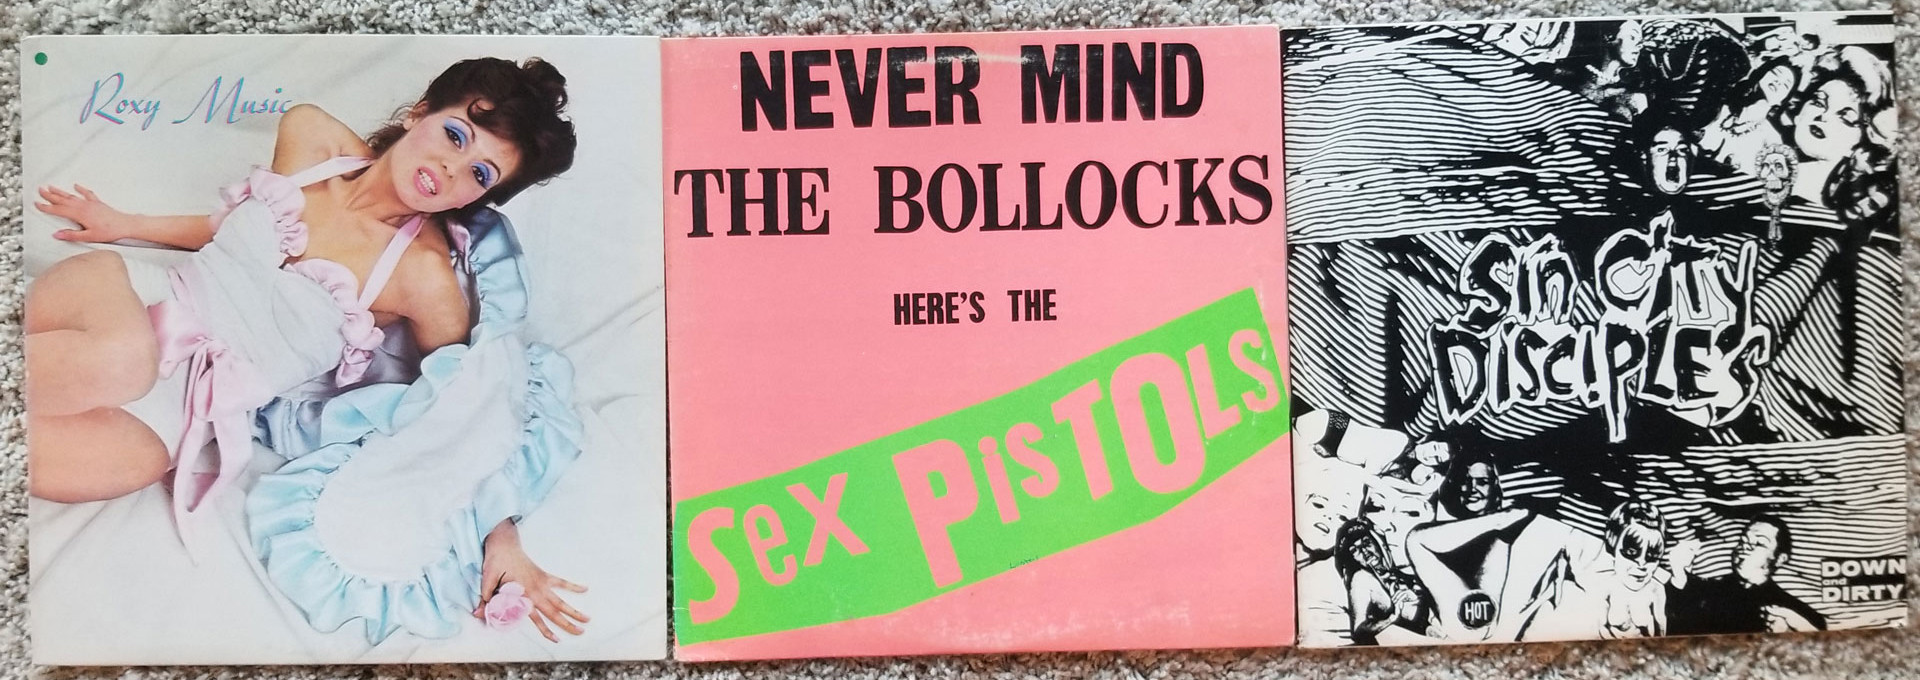 Roxy Music
NEVER MIND
THE BOLLOCKS
HERE'S THE
SEX PISTOLS
Sin City
DISCIPLES
DOWN
and
DIRTY
HOT